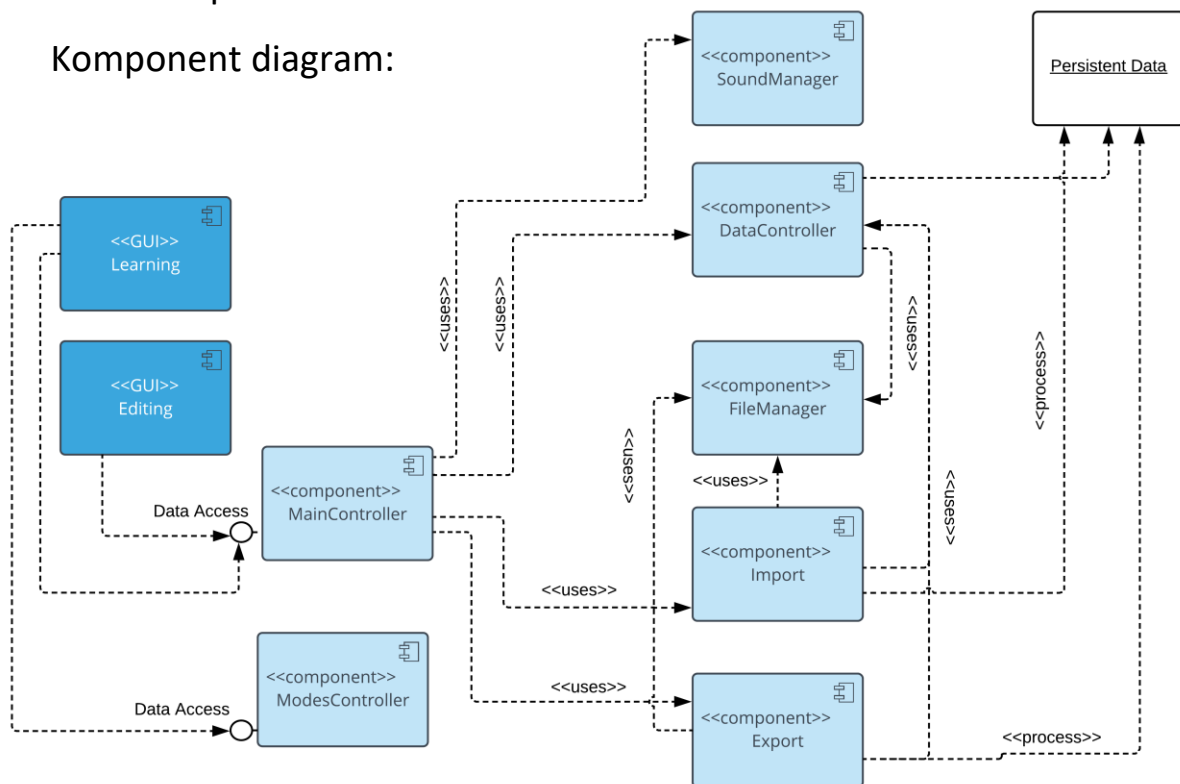 Komponent diagram:
<<component>>
SoundManager
Persistent Data
<<component>>
DataController
<<GUI>>
Learning
<<uses>>
<<uses>>
<<uses>>
<<GUI>>
Editing
<<component>>
FileManager
<<process>>
<<uses>>
<<uses>>
<<uses>>
Data Access
<<component>>
MainController
<<component>>
Import
<<uses>>
<<component>>
ModesController
Data Access
<<uses>>
<<component>>
Export
<<process>>